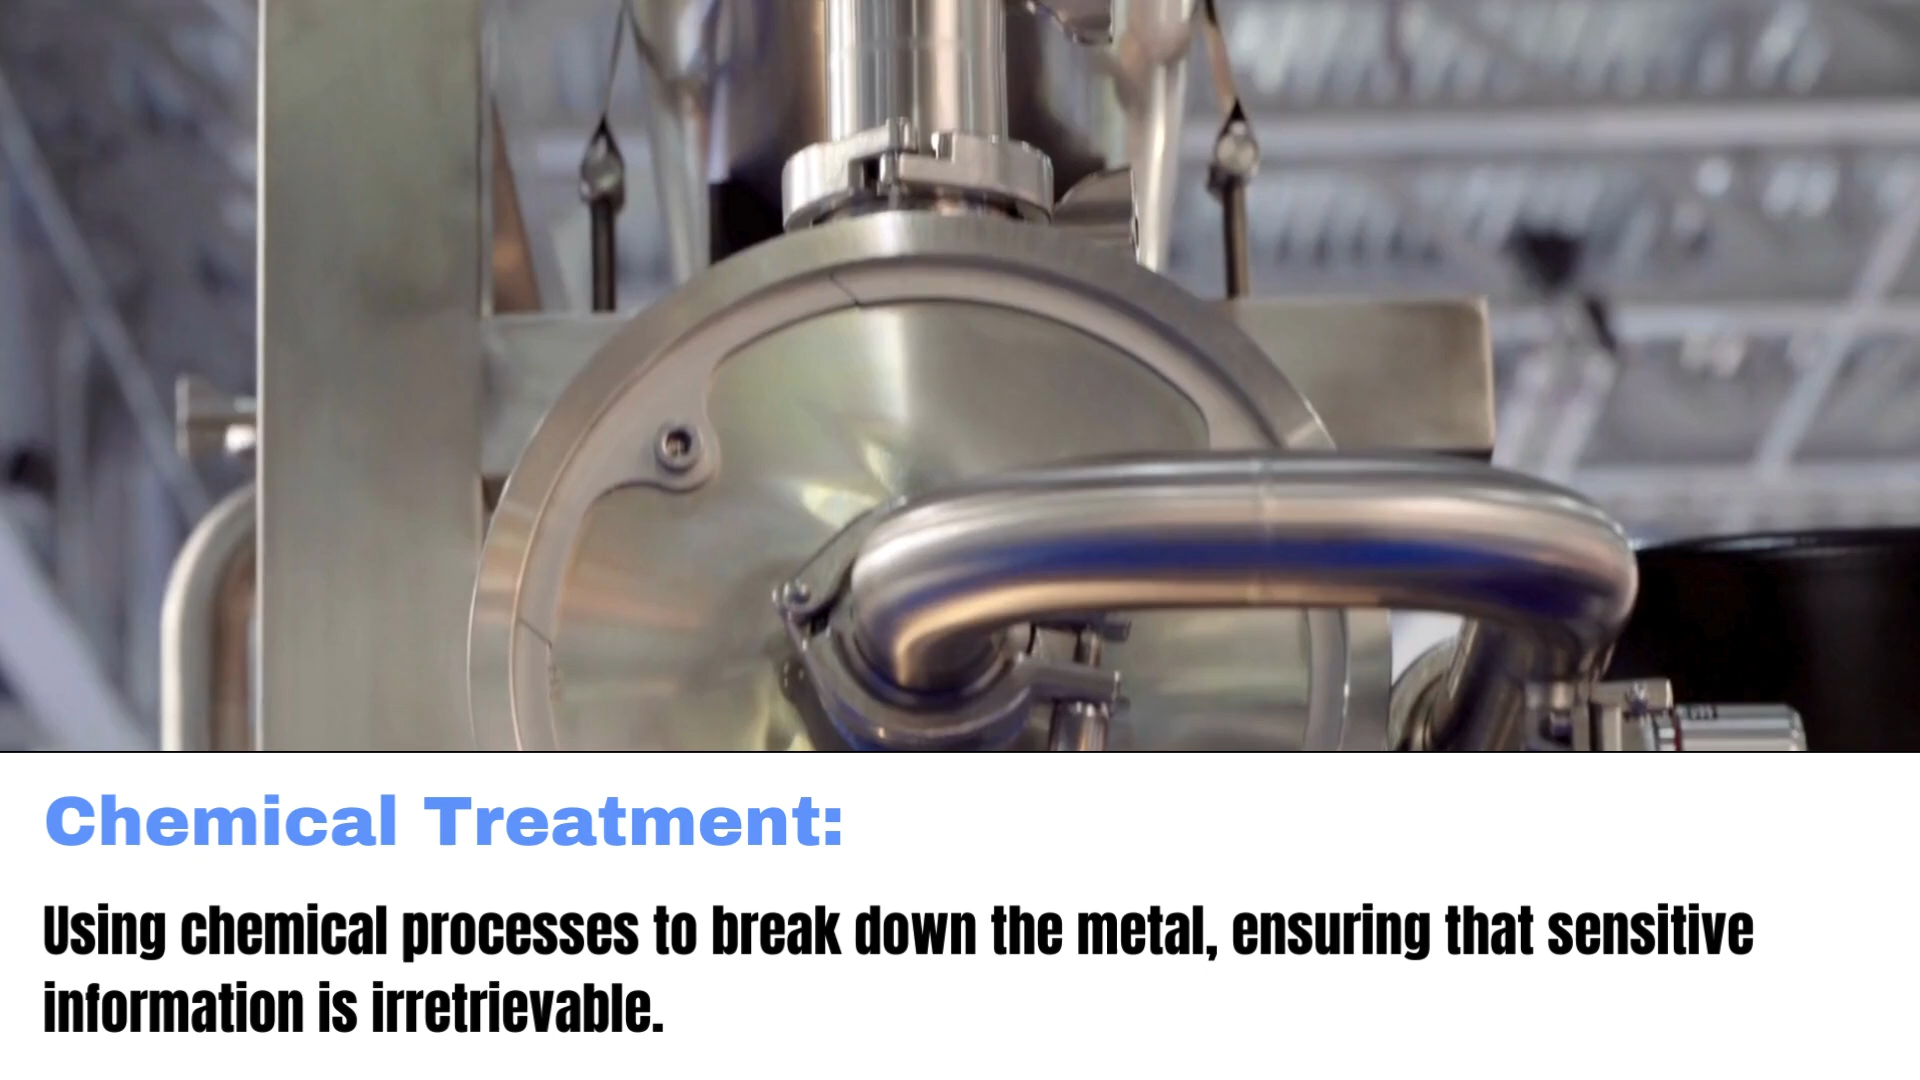 Chemical Treatment:
Using chemical processes to break down the metal, ensuring that sensitive
information is irretrievable.